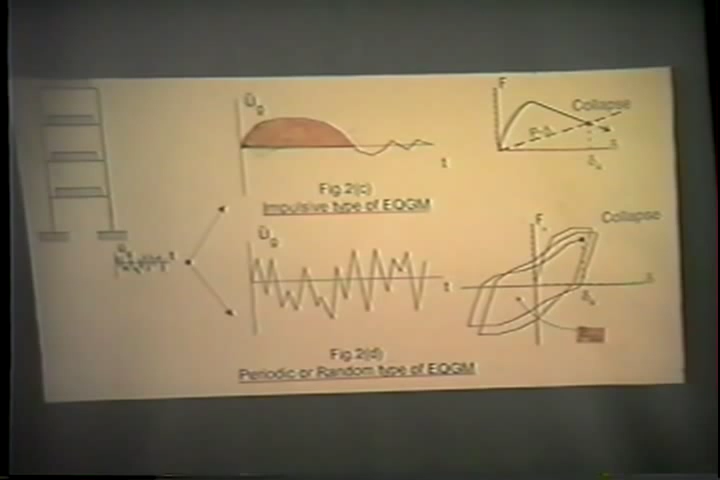 Üg
t
F
Collapse
P-Δ
δ
δu
Fig.2(c)
Impulsive type of EQGM
Üg
t
Üg
t
F
Collapse
δ
δu
Fig.2(d)
Periodic or Random type of EQGM